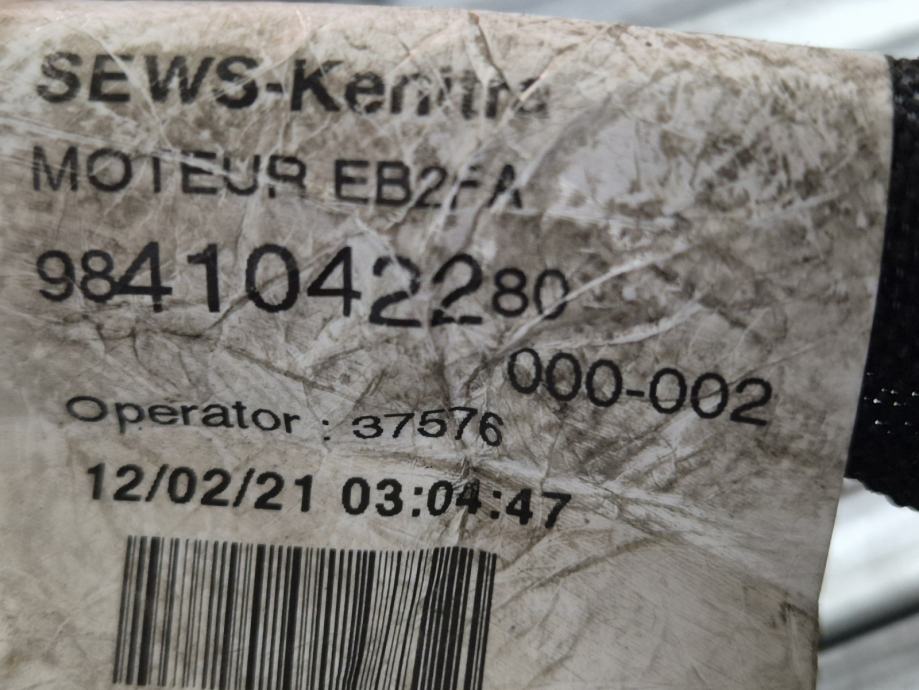 SEWS-Kenitra
MOTEUR EB2FA
9841042280
000-002
Operator : 37576
12/02/21 03:04:47